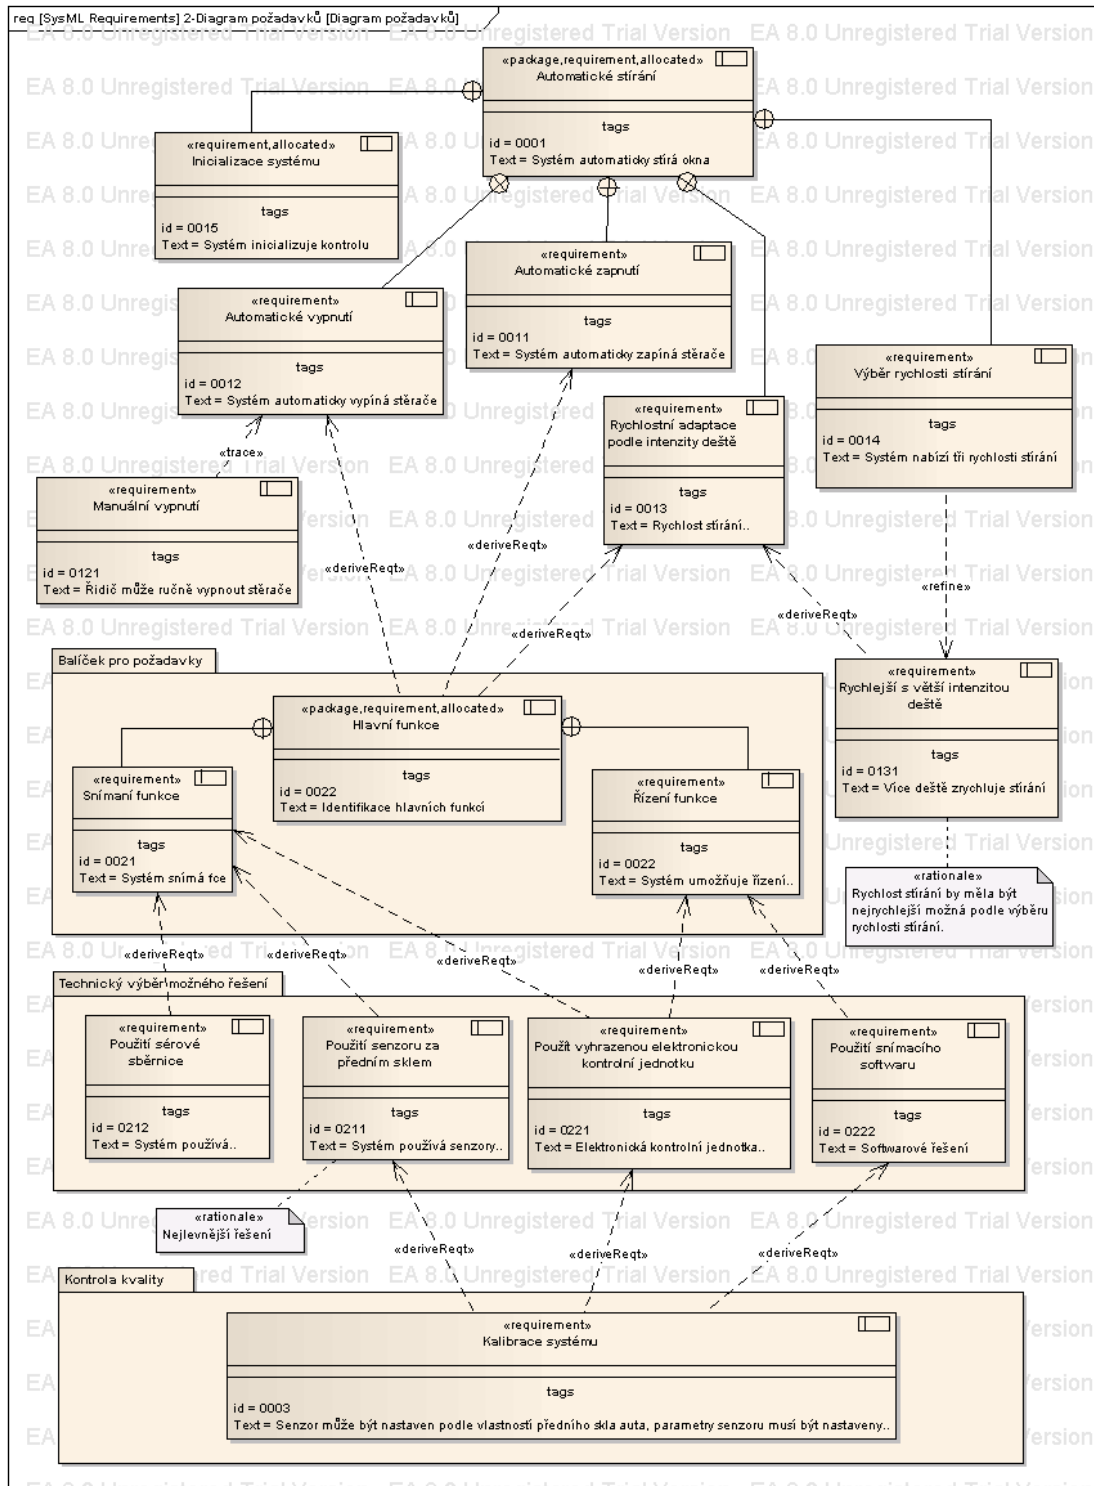 req [SysML Requirements] 2-Diagram požadavků [Diagram požadavků]
EA 8.0 Unregistered Trial Version
«package,requirement,allocated»
Automatické stírání
tags
id = 0001
Text = Systém automaticky stírá okna
«requirement,allocated»
Inicializace systému
tags
id = 0015
Text = Systém inicializuje kontrolu
«requirement»
Automatické zapnutí
tags
id = 0011
Text = Systém automaticky zapíná stěrače
«requirement»
Automatické vypnutí
tags
id = 0012
Text = Systém automaticky vypíná stěrače
«requirement»
Výběr rychlosti stírání
tags
id = 0014
Text = Systém nabízí tři rychlosti stírání
«requirement»
Rychlostní adaptace
podle intenzity deště
tags
id = 0013
Text = Rychlost stírání..
«trace»
«requirement»
Manuální vypnutí
tags
id = 0121
Text = Řidič může ručně vypnout stěrače
«deriveReqt»
«deriveReqt»
«deriveReqt»
«deriveReqt»
«refine»
Balíček pro požadavky
«package,requirement,allocated»
Hlavní funkce
tags
id = 0022
Text = Identifikace hlavních funkcí
«requirement»
Snímaní funkce
tags
id = 0021
Text = Systém snímá fce
«requirement»
Řízení funkce
tags
id = 0022
Text = Systém umožňuje řízení..
«requirement»
Rychlejší s větší intenzitou
deště
tags
id = 0131
Text = Více deště zrychluje stírání
«rationale»
Rychlost stírání by měla být
nejrychlejší možná podle výběru
rychlosti stírání.
«deriveReqt»
«deriveReqt»
«deriveReqt»
«deriveReqt»
«deriveReqt»
Technický výběr možného řešení
«requirement»
Použití sérové
sběrnice
tags
id = 0212
Text = Systém používá..
«requirement»
Použití senzoru za
předním sklem
tags
id = 0211
Text = Systém používá senzory..
«requirement»
Použít vyhrazenou elektronickou
kontrolní jednotku
tags
id = 0221
Text = Elektronická kontrolní jednotka..
«requirement»
Použití snímacího
softwaru
tags
id = 0222
Text = Softwarové řešení
«rationale»
Nejlevnější řešení
«deriveReqt»
«deriveReqt»
«deriveReqt»
Kontrola kvality
«requirement»
Kalibrace systému
tags
id = 0003
Text = Senzor může být nastaven podle vlastností předního skla auta, parametry senzoru musí být nastaveny..